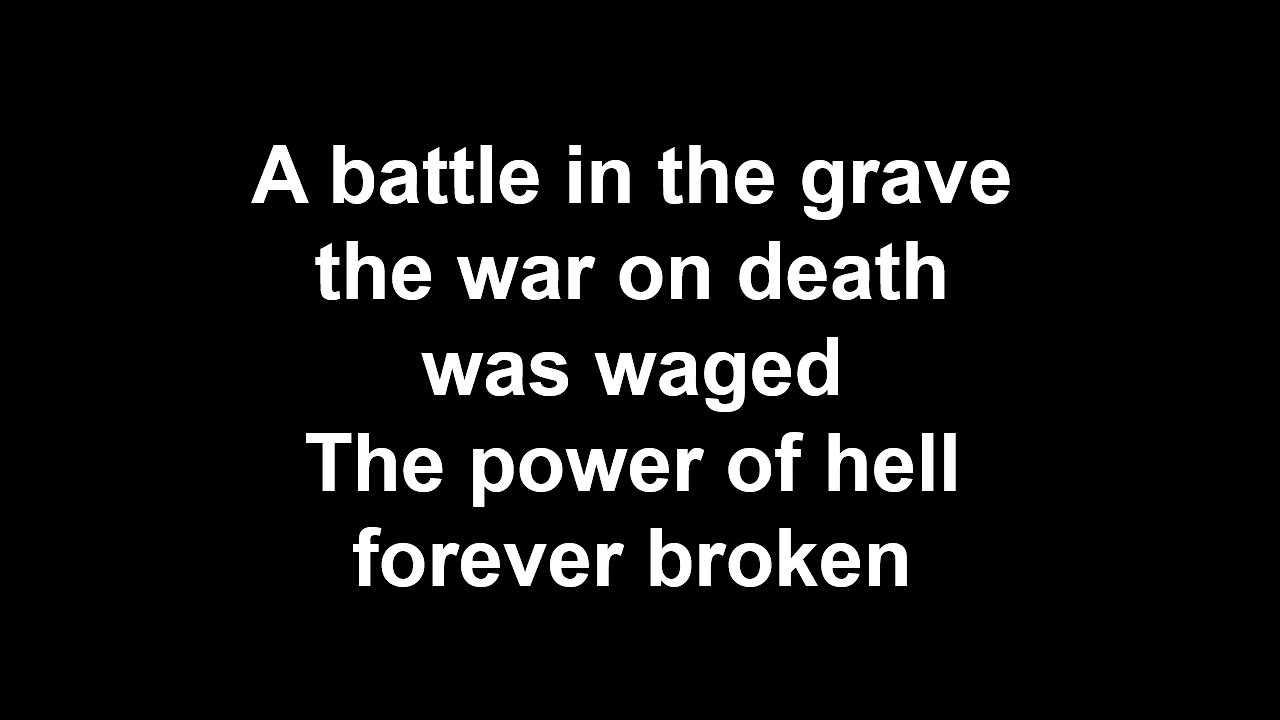 A battle in the grave
the war on death
was waged
The power of hell
forever broken